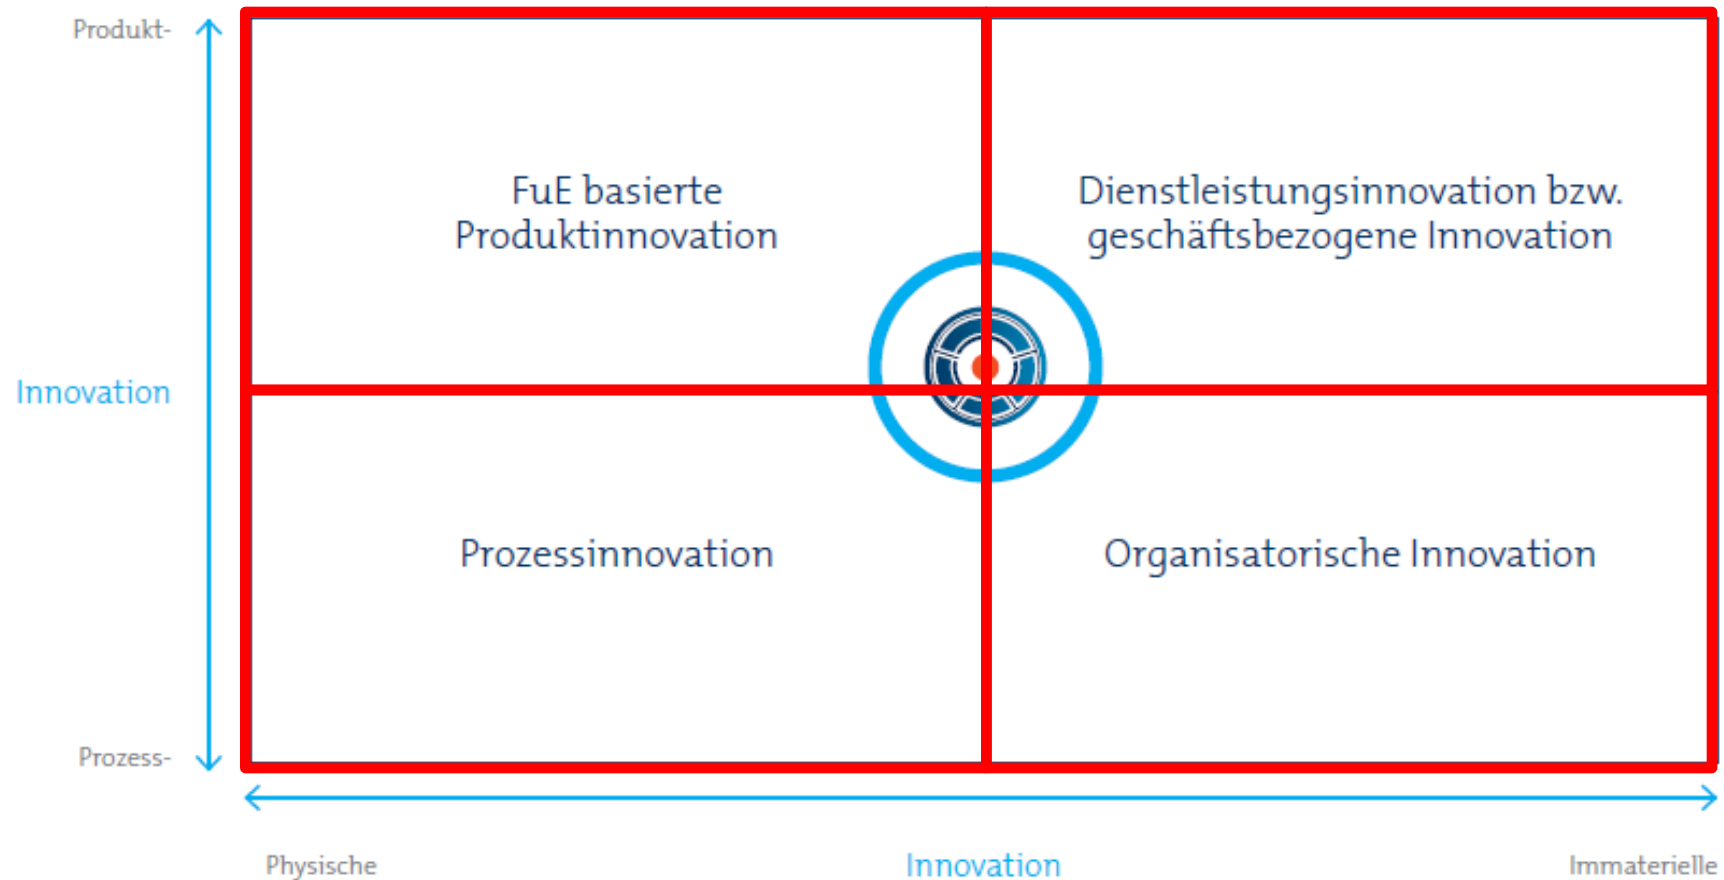 Produkt-
FuE basierte
Produktinnovation
Dienstleistungsinnovation bzw.
geschäftsbezogene Innovation
Innovation
Prozessinnovation
Organisatorische Innovation
Prozess-
Physische
Innovation
Immaterielle